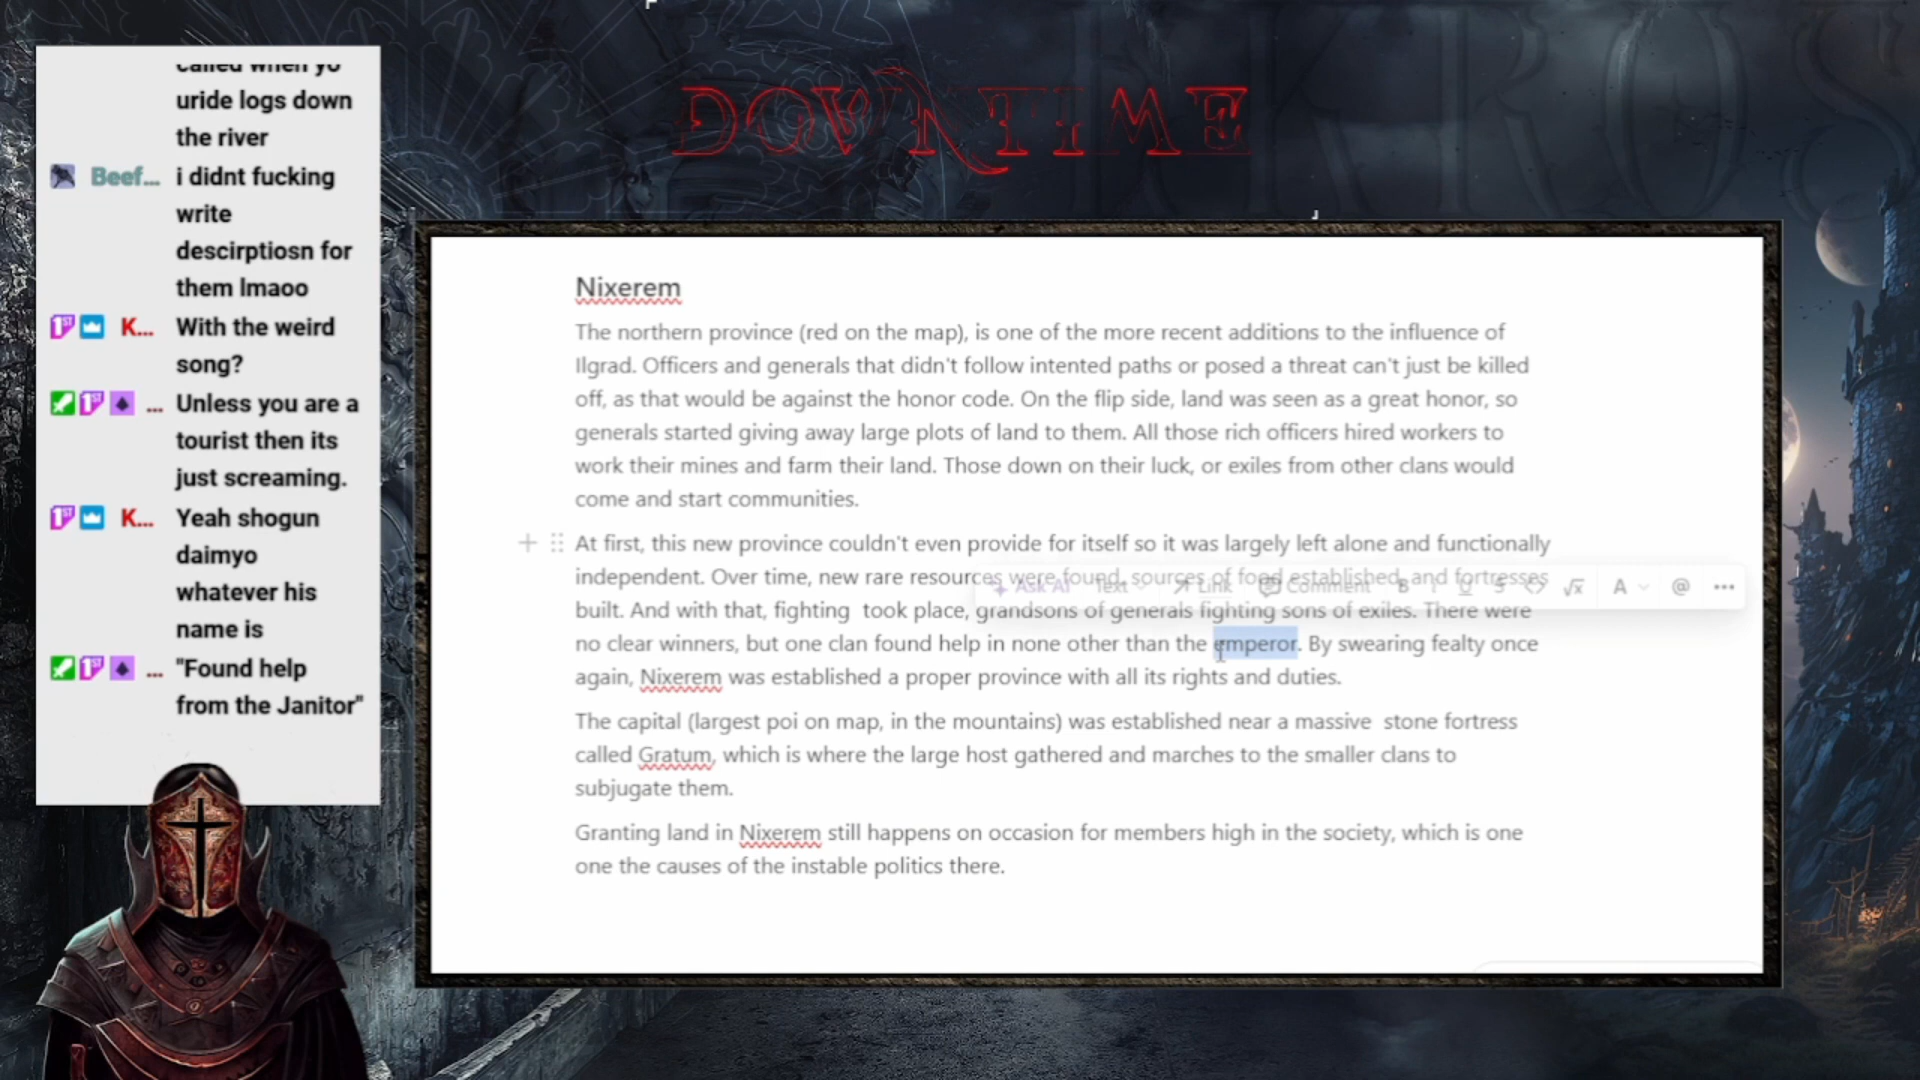 DOWNTIME
called when yo
uride logs down
the river
Beef... i didnt fucking
write
descirptiosn for
them lmaoo
K... With the weird
song?
... Unless you are a
tourist then its
just screaming.
K... Yeah shogun
daimyo
whatever his
name is
... "Found help
from the Janitor"
Nixerem
The northern province (red on the map), is one of the more recent additions to the influence of
Ilgrad. Officers and generals that didn't follow intented paths or posed a threat can't just be killed
off, as that would be against the honor code. On the flip side, land was seen as a great honor, so
generals started giving away large plots of land to them. All those rich officers hired workers to
work their mines and farm their land. Those down on their luck, or exiles from other clans would
come and start communities.
At first, this new province couldn't even provide for itself so it was largely left alone and functionally
independent. Over time, new rare resources were found, sources of food established, and fortresses
Ask AI Text Link Comment B i U S A @
built. And with that, fighting  took place, grandsons of generals fighting sons of exiles. There were
no clear winners, but one clan found help in none other than the emperor. By swearing fealty once
again, Nixerem was established a proper province with all its rights and duties.
The capital (largest poi on map, in the mountains) was established near a massive  stone fortress
called Gratum, which is where the large host gathered and marches to the smaller clans to
subjugate them.
Granting land in Nixerem still happens on occasion for members high in the society, which is one
one the causes of the instable politics there.